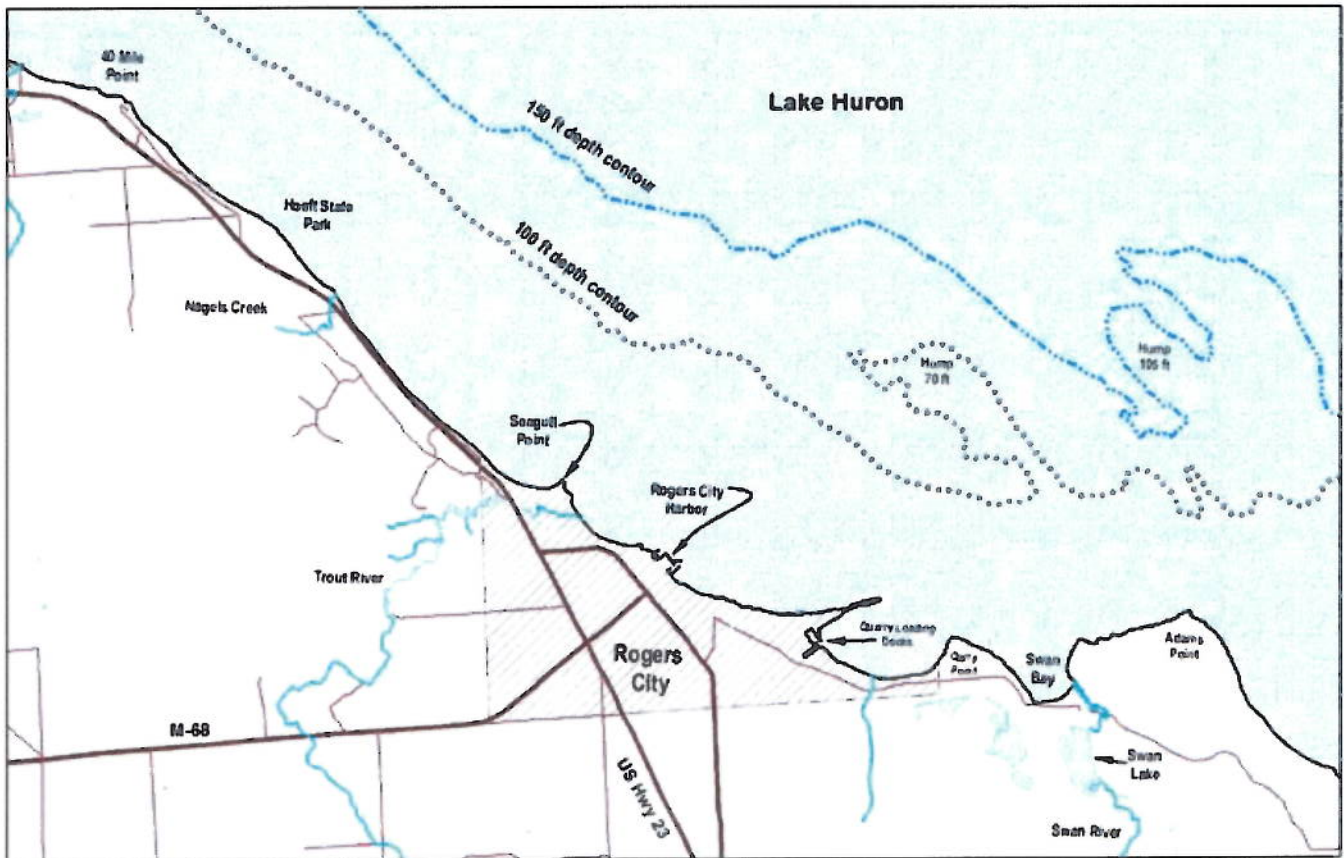 40 Mile
Point
Lake Huron
150 ft depth contour
Hoeft State
Park
100 ft depth contour
Nagels Creek
Hump
105 ft
Hump
70 ft
Seagull
Point
Rogers City
Harbor
Trout River
Quarry Loading
Docks
Adams
Point
Rogers
City
Point
Swan
Bay
M-68
US Hwy 23
Swan
Lake
Swan River